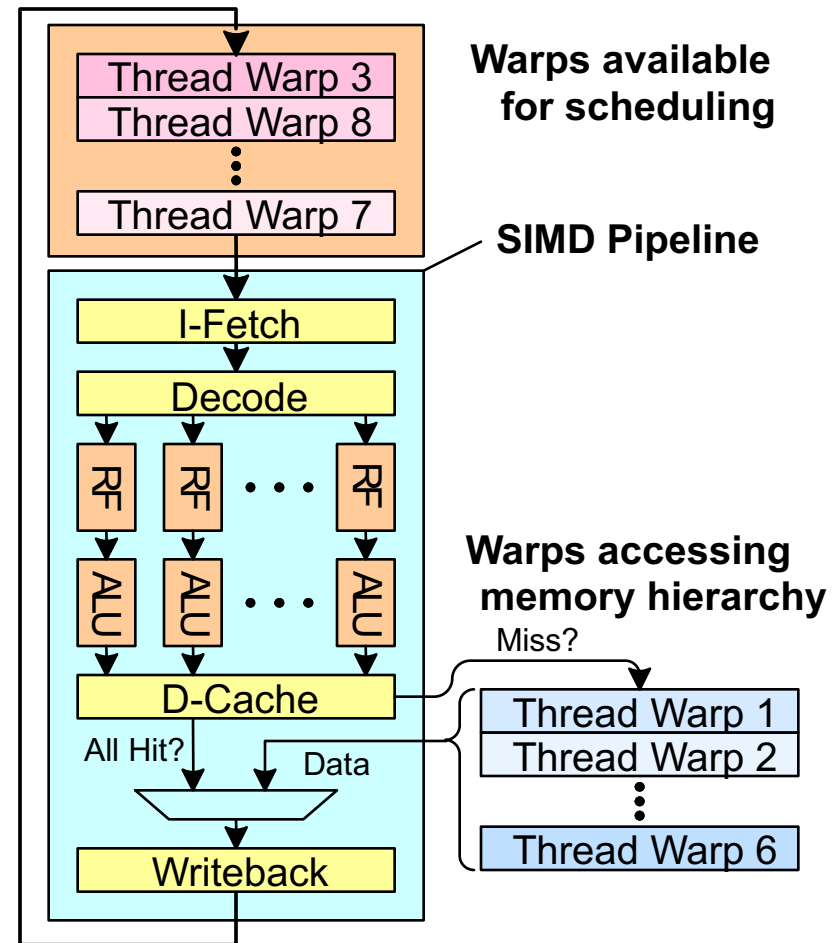 Warps available
for scheduling
Thread Warp 3
Thread Warp 8
Thread Warp 7
SIMD Pipeline
I-Fetch
Decode
RF
RF
RF
ALU
ALU
ALU
Warps accessing
memory hierarchy
Miss?
D-Cache
Thread Warp 1
Thread Warp 2
Thread Warp 6
All Hit?
Data
Writeback